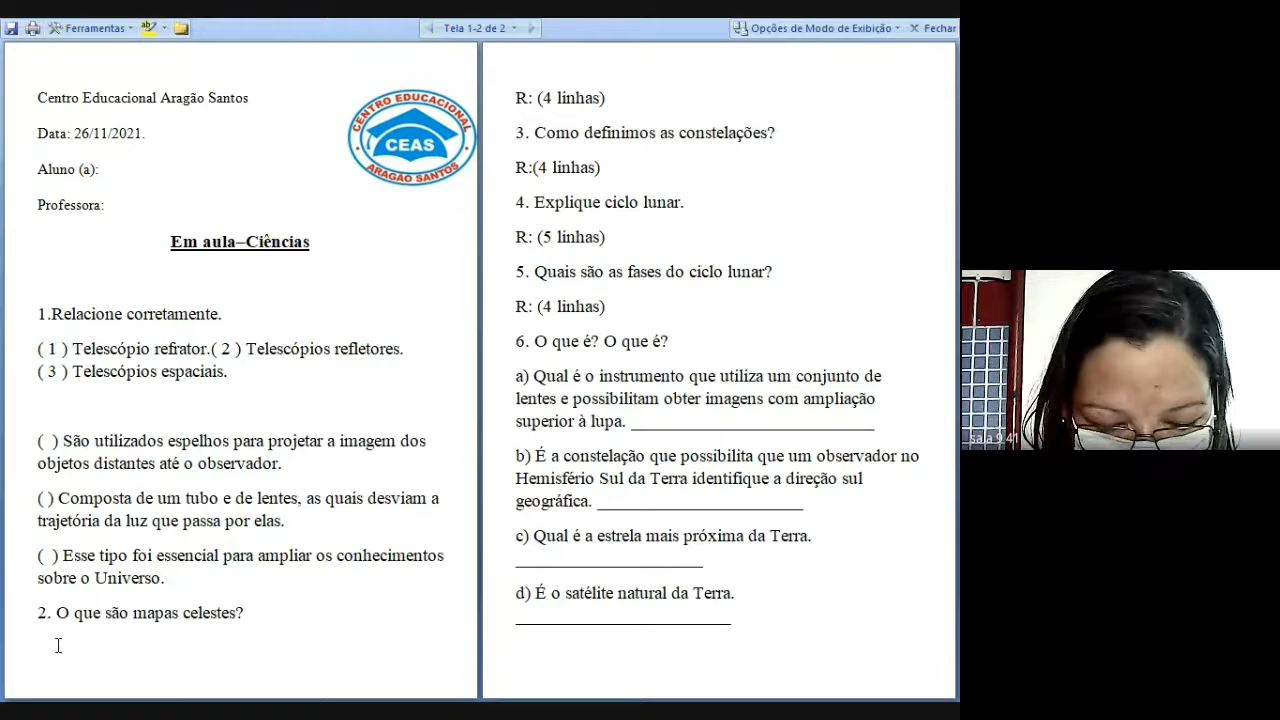 Ferramentas
Tela 1-2 de 2
Opções de Modo de Exibição
Fechar
Centro Educacional Aragão Santos
Data: 26/11/2021.
Aluno (a):
Professora:
CENTRO EDUCACIONAL
CEAS
ARAGÃO SANTOS
Em aula–Ciências
1.Relacione corretamente.
( 1 ) Telescópio refrator.( 2 ) Telescópios refletores.
( 3 ) Telescópios espaciais.
( ) São utilizados espelhos para projetar a imagem dos
objetos distantes até o observador.
( ) Composta de um tubo e de lentes, as quais desviam a
trajetória da luz que passa por elas.
( ) Esse tipo foi essencial para ampliar os conhecimentos
sobre o Universo.
2. O que são mapas celestes?
R: (4 linhas)
3. Como definimos as constelações?
R:(4 linhas)
4. Explique ciclo lunar.
R: (5 linhas)
5. Quais são as fases do ciclo lunar?
R: (4 linhas)
6. O que é? O que é?
a) Qual é o instrumento que utiliza um conjunto de
lentes e possibilitam obter imagens com ampliação
superior à lupa. ___________________________
b) É a constelação que possibilita que um observador no
Hemisfério Sul da Terra identifique a direção sul
geográfica. _______________________
c) Qual é a estrela mais próxima da Terra.
_____________________
d) É o satélite natural da Terra.
________________________
sala 9 41